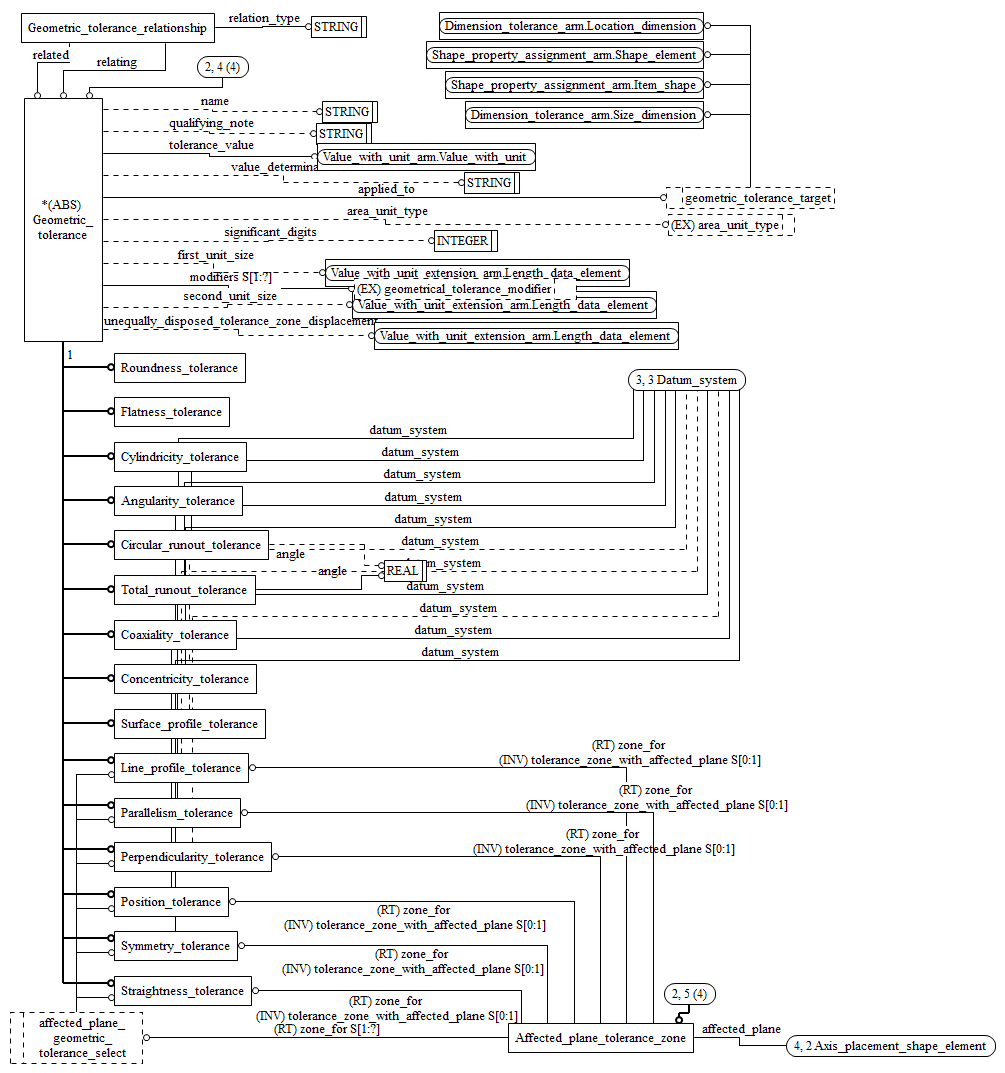 Geometric_tolerance_relationship
relation_type
STRING
Dimension_tolerance_arm.Location_dimension
Shape_property_assignment_arm.Shape_element
Shape_property_assignment_arm.Item_shape
Dimension_tolerance_arm.Size_dimension
related
relating
2, 4 (4)
name
STRING
qualifying_note
STRING
tolerance_value
Value_with_unit_arm.Value_with_unit
value_determina
STRING
applied_to
geometric_tolerance_target
*(ABS)
Geometric_
tolerance
area_unit_type
(EX) area_unit_type
significant_digits
INTEGER
first_unit_size
Value_with_unit_extension_arm.Length_data_element
modifiers S[1:?]
(EX) geometrical_tolerance_modifier
second_unit_size
Value_with_unit_extension_arm.Length_data_element
unequally_disposed_tolerance_zone_displacement
Value_with_unit_extension_arm.Length_data_element
1
Roundness_tolerance
3, 3 Datum_system
Flatness_tolerance
datum_system
Cylindricity_tolerance
datum_system
datum_system
Angularity_tolerance
datum_system
datum_system
Circular_runout_tolerance
datum_system
angle
m_system
angle
REAL
Total_runout_tolerance
datum_system
datum_system
Coaxiality_tolerance
datum_system
datum_system
Concentricity_tolerance
Surface_profile_tolerance
(RT) zone_for
(INV) tolerance_zone_with_affected_plane S[0:1]
Line_profile_tolerance
(RT) zone_for
(INV) tolerance_zone_with_affected_plane S[0:1]
Parallelism_tolerance
(RT) zone_for
(INV) tolerance_zone_with_affected_plane S[0:1]
Perpendicularity_tolerance
Position_tolerance
(RT) zone_for
(INV) tolerance_zone_with_affected_plane S[0:1]
Symmetry_tolerance
(RT) zone_for
(INV) tolerance_zone_with_affected_plane S[0:1]
Straightness_tolerance
2, 5 (4)
(RT) zone_for
(INV) tolerance_zone_with_affected_plane S[0:1]
affected_plane_
geometric_
tolerance_select
(RT) zone_for S[1:?]
Affected_plane_tolerance_zone
affected_plane
4, 2 Axis_placement_shape_element